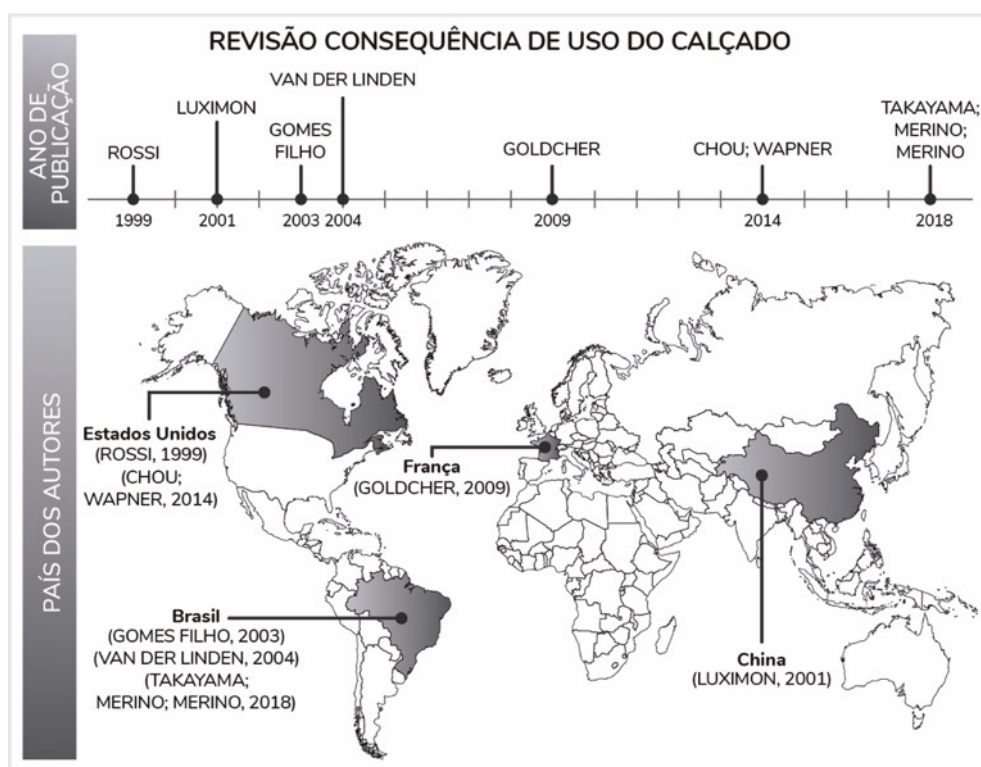 REVISÃO CONSEQUÊNCIA DE USO DO CALÇADO
ANO DE
PUBLICAÇÃO
ROSSI
LUXIMON
GOMES
FILHO
VAN DER LINDEN
GOLDCHER
CHOU; WAPNER
TAKAYAMA;
MERINO;
MERINO
1999
2001
2003
2004
2009
2014
2018
PAÍS DOS AUTORES
Estados Unidos
(ROSSI, 1999)
(CHOU;
WAPNER, 2014)
França
(GOLDCHER, 2009)
Brasil
(GOMES FILHO, 2003)
(VAN DER LINDEN, 2004)
(TAKAYAMA;
MERINO; MERINO, 2018)
China
(LUXIMON, 2001)